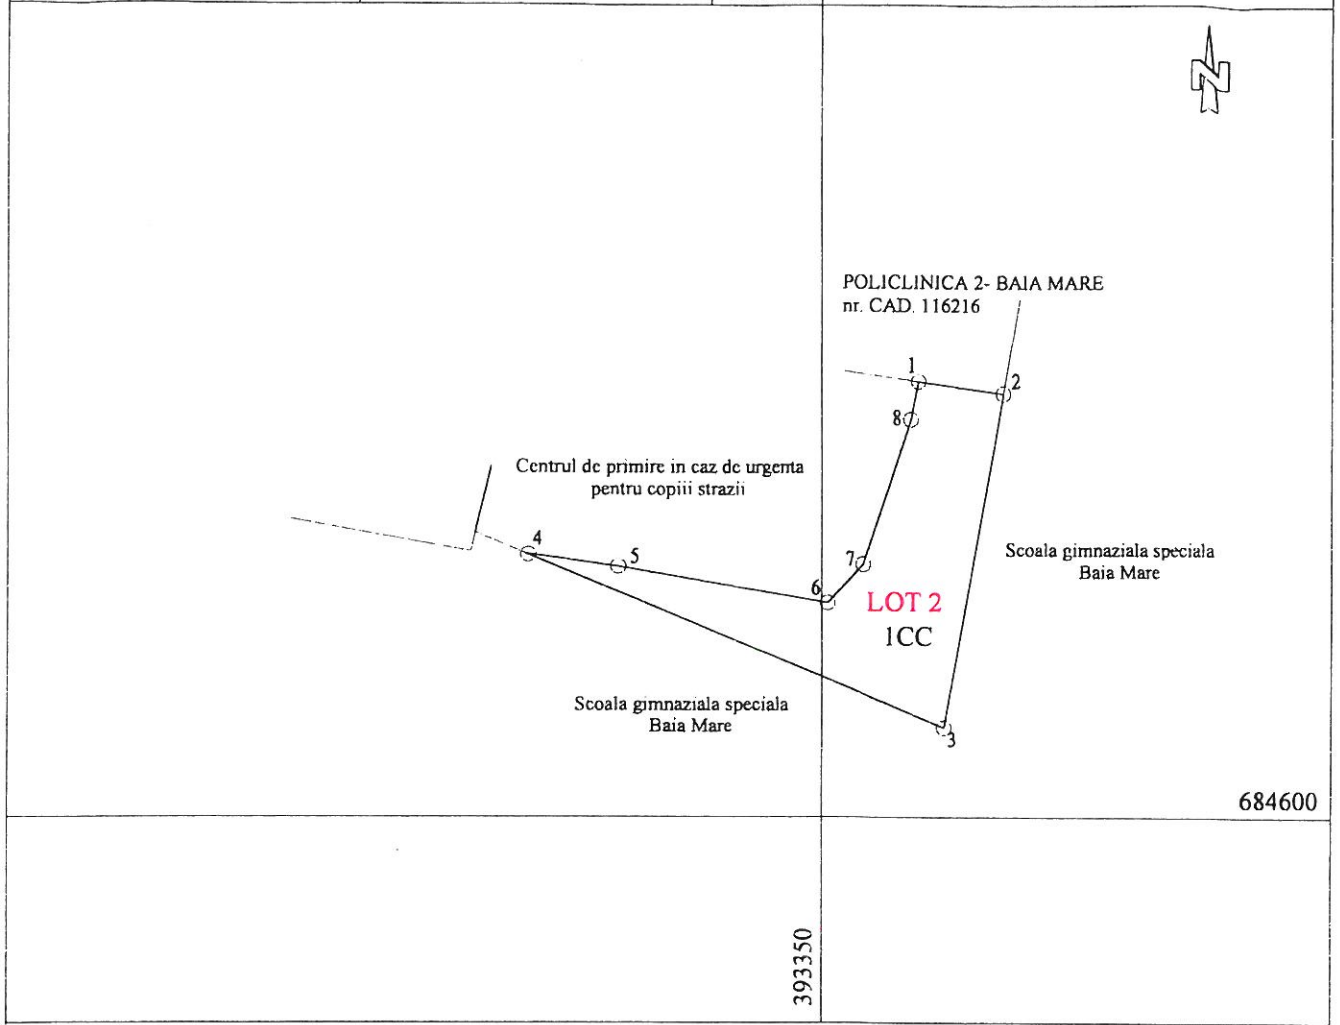 N
POLICLINICA 2- BAIA MARE
nr. CAD. 116216
1
2
8
Centrul de primire in caz de urgenta
pentru copiii strazii
4
5
7
Scoala gimnaziala speciala
Baia Mare
6
LOT 2
1CC
Scoala gimnaziala speciala
Baia Mare
3
684600
393350